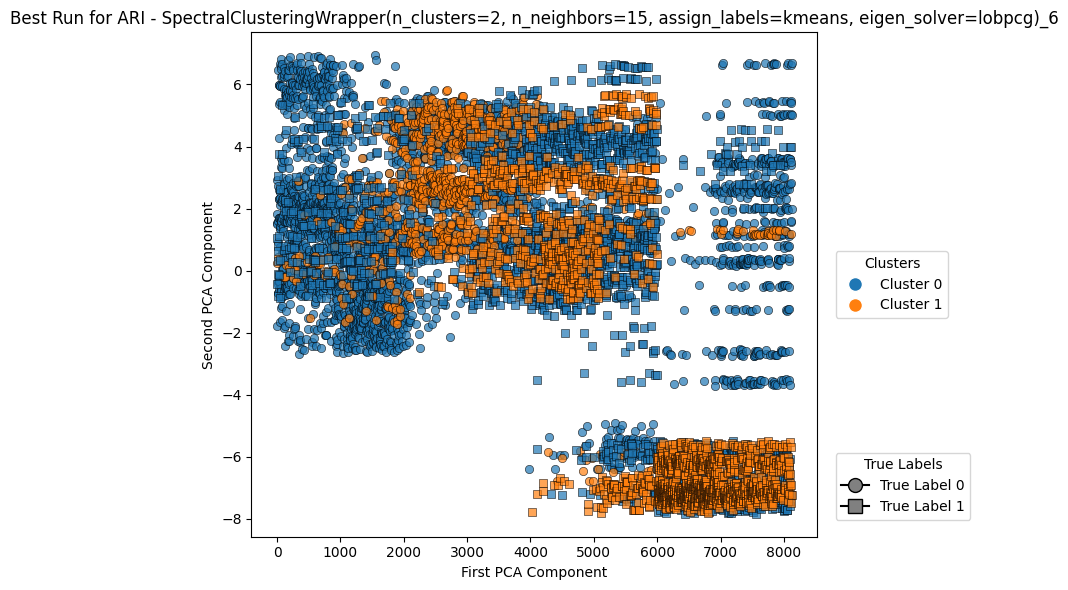 Best Run for ARI - SpectralClusteringWrapper(n_clusters=2, n_neighbors=15, assign_labels=kmeans, eigen_solver=lobpcg)_6
6
4
2
0
−2
−4
−6
−8
Second PCA Component
0 1000 2000 3000 4000 5000 6000 7000 8000
First PCA Component
Clusters
Cluster 0
Cluster 1
True Labels
True Label 0
True Label 1